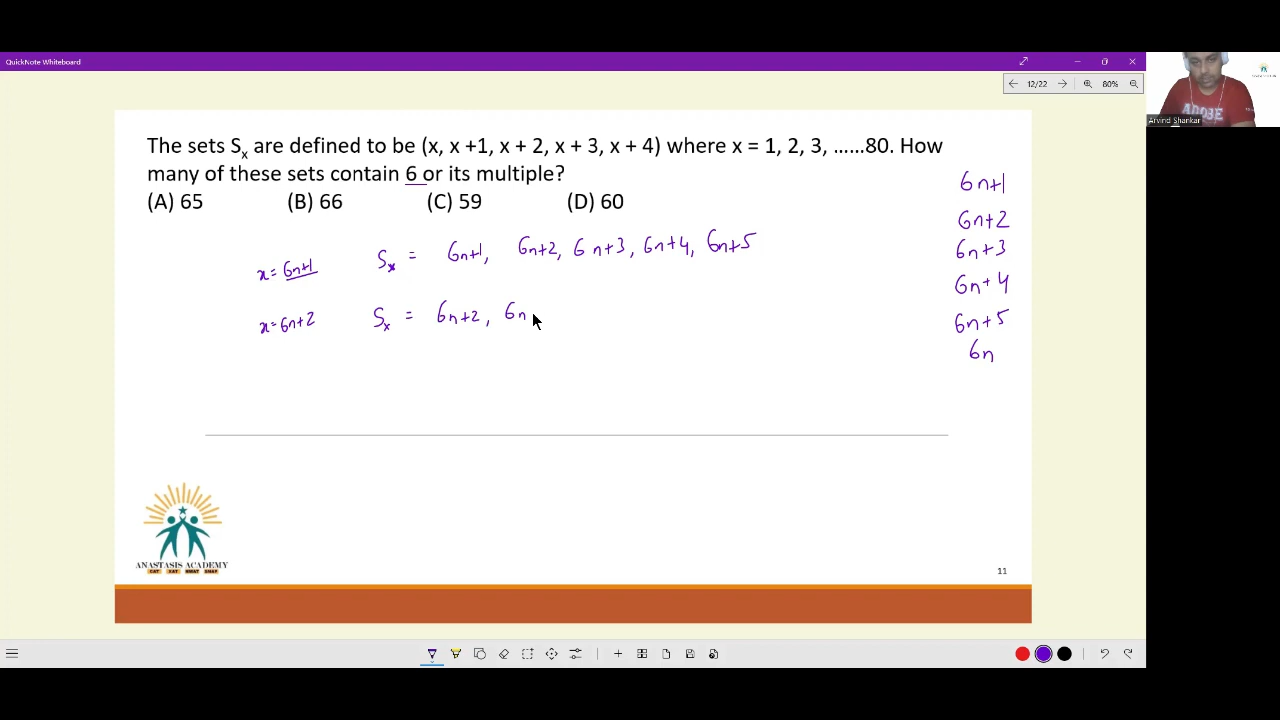 QuickNote Whiteboard
12/22
80%
Arvind Shankar
ADOBE
The sets Sx are defined to be (x, x +1, x + 2, x + 3, x + 4) where x = 1, 2, 3, ……80. How
many of these sets contain 6 or its multiple?
(A) 65 (B) 66 (C) 59 (D) 60
x = 6n+1 Sx = 6n+1, 6n+2, 6n+3, 6n+4, 6n+5
x = 6n+2 Sx = 6n+2, 6n
6n+1
6n+2
6n+3
6n+4
6n+5
6n
ANASTASIS ACADEMY
11